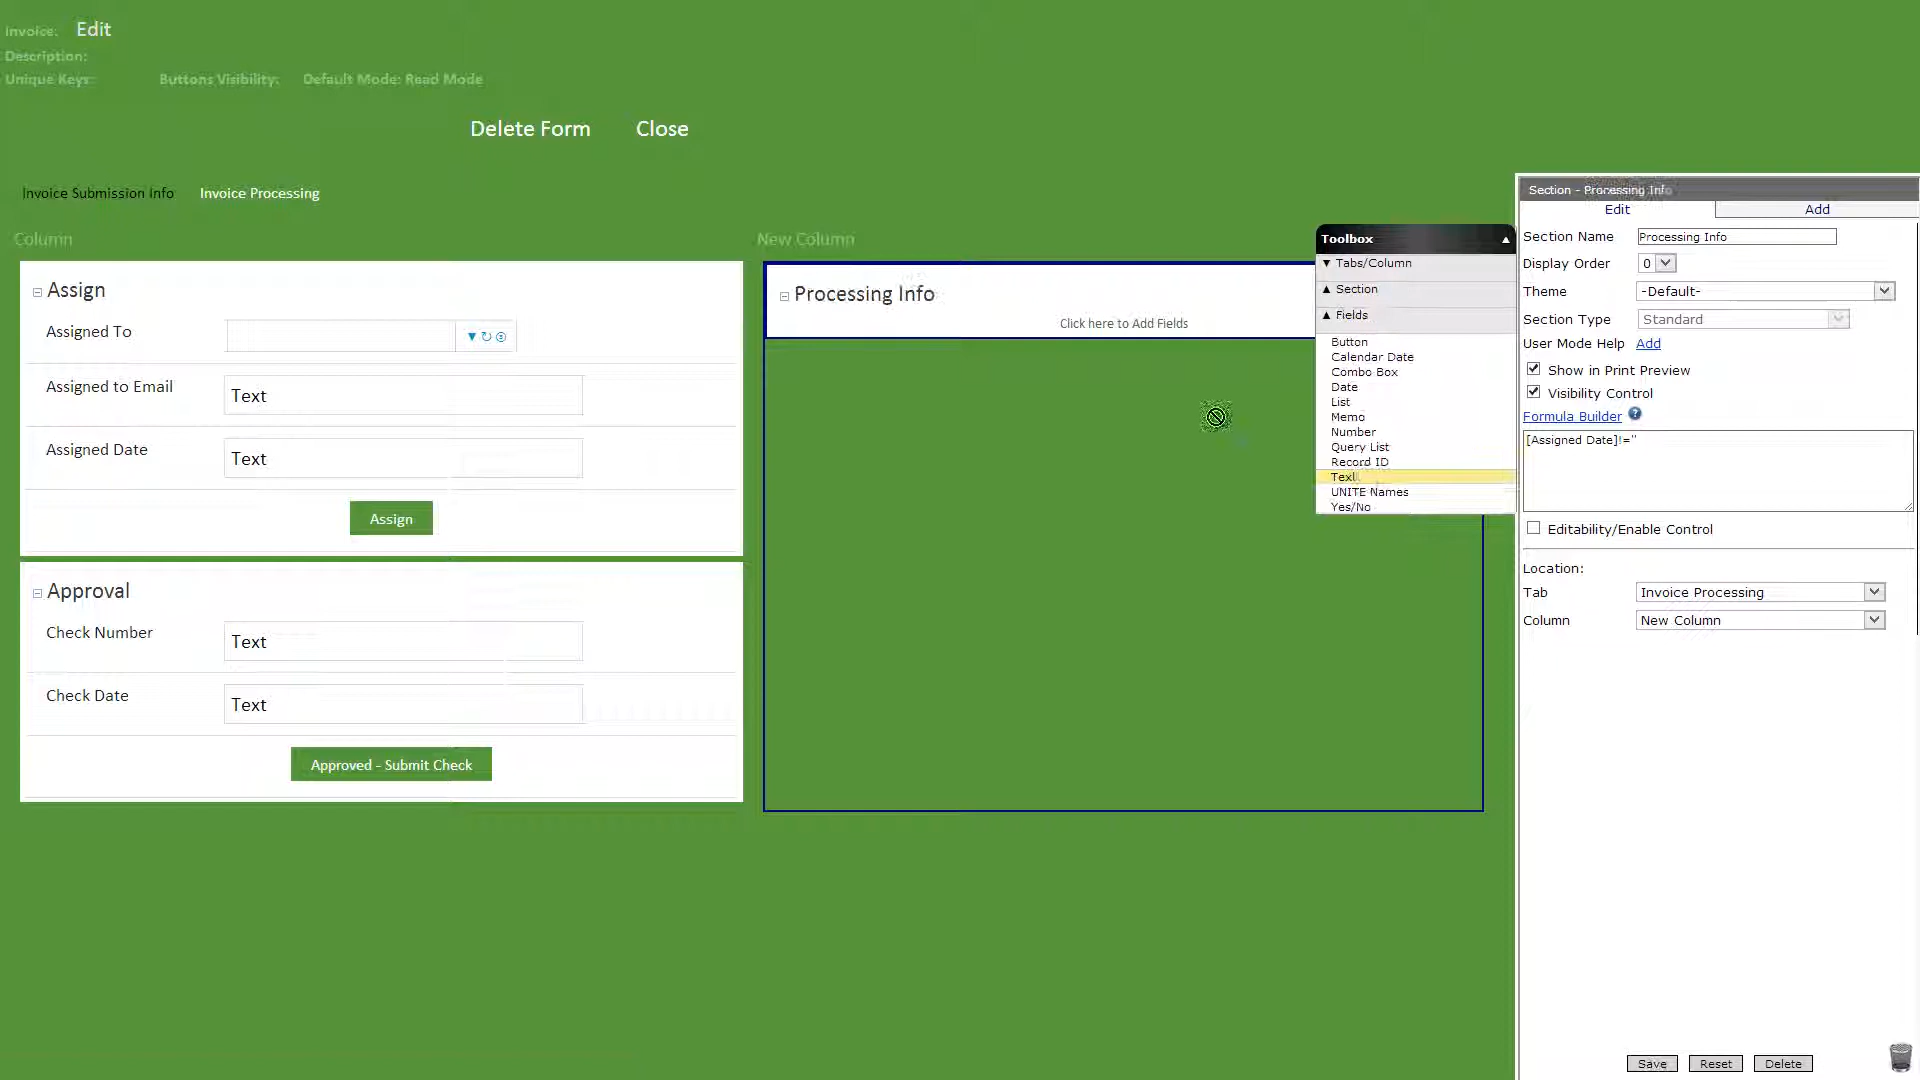 Invoice: Edit
Description:
Unique Keys: Buttons Visibility: Default Mode: Read Mode
Delete Form Close
Invoice Submission Info Invoice Processing
Column
Assign
Assigned To
Assigned to Email Text
Assigned Date Text
Assign
Approval
Check Number Text
Check Date Text
Approved - Submit Check
New Column
Processing Info
Click here to Add Fields
Toolbox
Tabs/Column
Section
Fields
Button
Calendar Date
Combo Box
Date
List
Memo
Number
Query List
Record ID
Text
UNITE Names
Yes/No
Section - Processing Info
Edit Add
Section Name Processing Info
Display Order 0
Theme -Default-
Section Type Standard
User Mode Help Add
Show in Print Preview
Visibility Control
Formula Builder ?
[Assigned Date]!=''
Editability/Enable Control
Location:
Tab Invoice Processing
Column New Column
Save Reset Delete